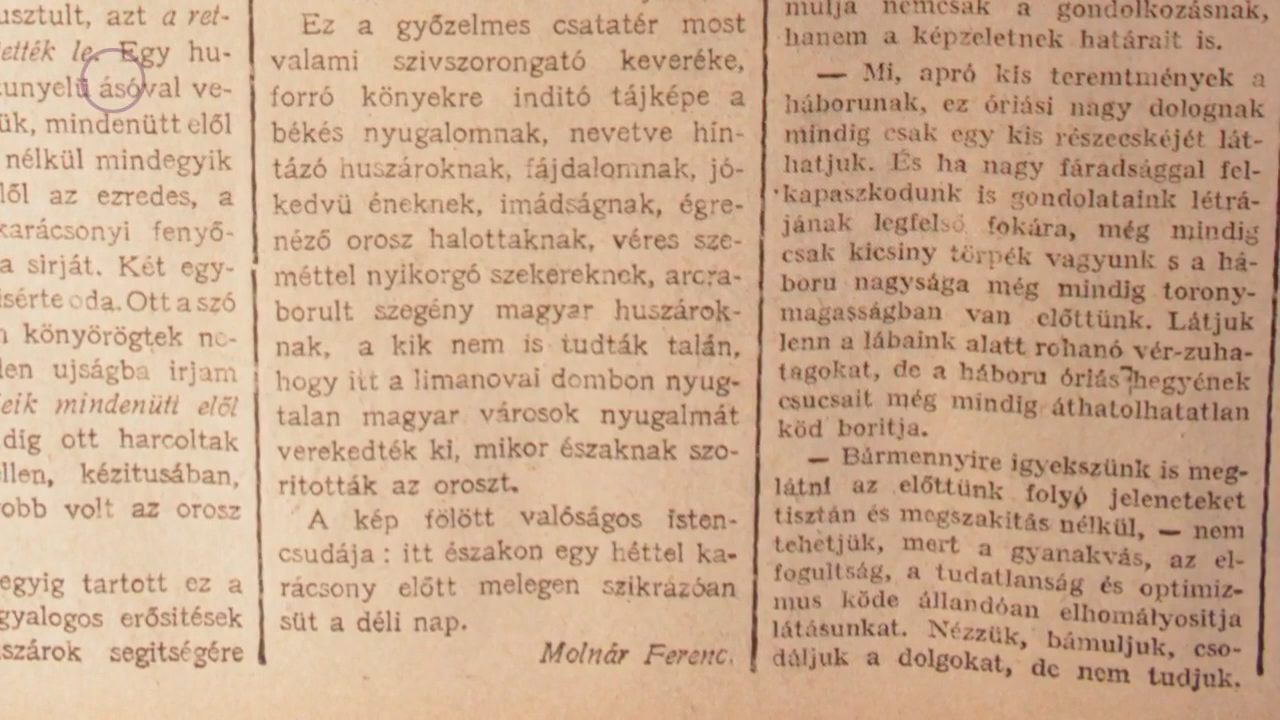 usztult, azt a ret-
ették le. Egy hu-
unyelü ásóval ve-
ük, mindenütt elől
nélkül mindegyik
lől az ezredes, a
karácsonyi fenyő-
a sirját. Két egy-
isérte oda. Ott a szó
könyörögtek ne-
len ujságba irjam
eik mindenütt elől
dig ott harcoltak
llen, kézitusában,
obb volt az orosz
egyig tartott ez a
gyalogos erősitések
szárok segitségére
Ez a győzelmes csatatér most
valami szivszorongató keveréke,
forró könyekre inditó tájképe a
békés nyugalomnak, nevetve hin-
tázó huszároknak, fájdalomnak, jó-
kedvü éneknek, imádságnak, égre-
néző orosz halottaknak, véres sze-
méttel nyikorgó szekereknek, arcra-
borult szegény magyar huszárok-
nak, a kik nem is tudták talán,
hogy itt a limanovai dombon nyug-
talan magyar városok nyugalmát
verekedték ki, mikor északnak szo-
ritották az oroszt.
A kép fölött valóságos isten-
csudája : itt északon egy héttel ka-
rácsony előtt melegen szikrázóan
süt a déli nap.
Molnár Ferenc.
mulja nemcsak a gondolkozásnak,
hanem a képzeletnek határait is.
— Mi, apró kis teremtmények a
háborunak, ez óriási nagy dolognak
mindig csak egy kis részecskéjét lát-
hatjuk. És ha nagy fáradsággal fel-
kapaszkodunk is gondolataink létrá-
jának legfelső fokára, még mindig
csak kicsiny törpék vagyunk s a há-
boru nagysága még mindig torony-
magasságban van előttünk. Látjuk
lenn a lábaink alatt rohanó vér-zuha-
tagokat, de a háboru óriás hegyének
csucsait még mindig áthatolhatatlan
köd boritja.
— Bármennyire igyekszünk is meg-
látni az előttünk folyó jeleneteket
tisztán és megszakitás nélkül, — nem
tehetjük, mert a gyanakvás, az el-
fogultság, a tudatlanság és optimiz-
mus köde állandóan elhomályositja
látásunkat. Nézzük, bámuljuk, cso-
dáljuk a dolgokat, de nem tudjuk.